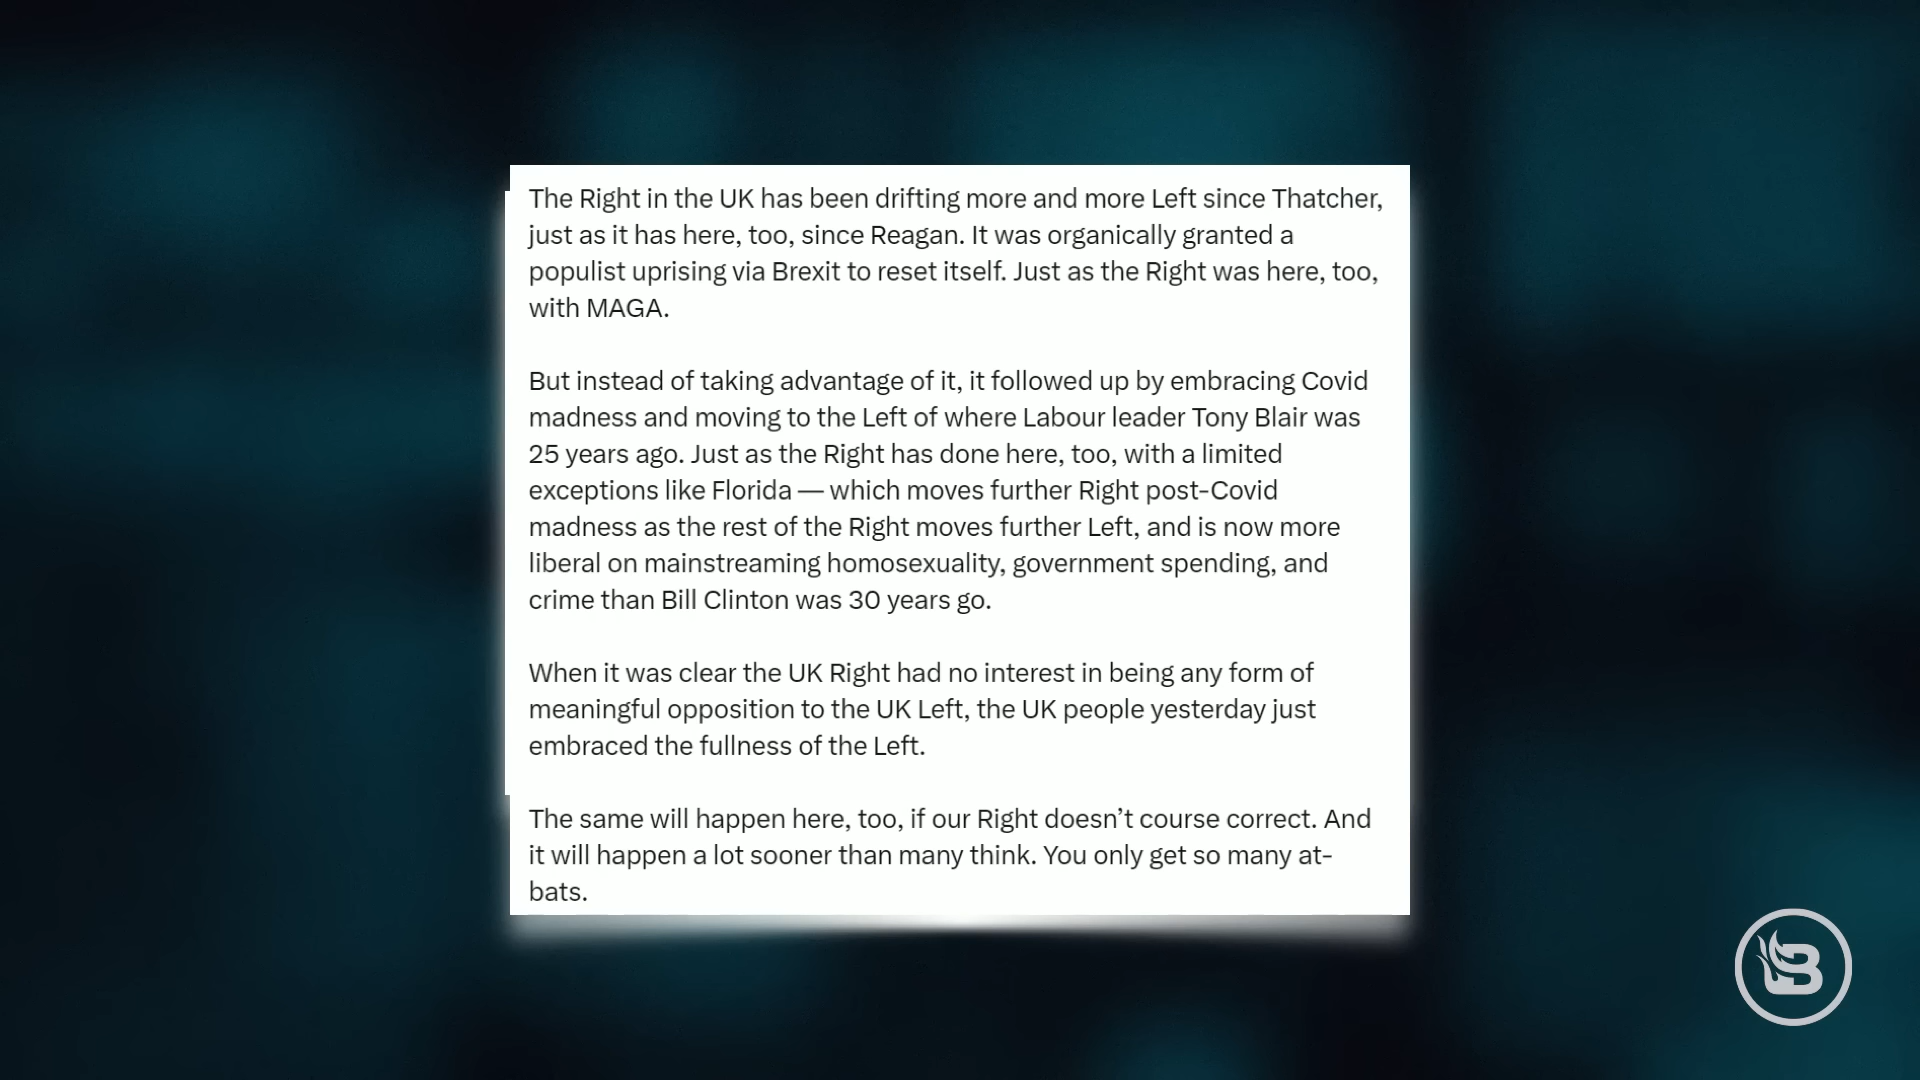 The Right in the UK has been drifting more and more Left since Thatcher,
just as it has here, too, since Reagan. It was organically granted a
populist uprising via Brexit to reset itself. Just as the Right was here, too,
with MAGA.
But instead of taking advantage of it, it followed up by embracing Covid
madness and moving to the Left of where Labour leader Tony Blair was
25 years ago. Just as the Right has done here, too, with a limited
exceptions like Florida — which moves further Right post-Covid
madness as the rest of the Right moves further Left, and is now more
liberal on mainstreaming homosexuality, government spending, and
crime than Bill Clinton was 30 years go.
When it was clear the UK Right had no interest in being any form of
meaningful opposition to the UK Left, the UK people yesterday just
embraced the fullness of the Left.
The same will happen here, too, if our Right doesn’t course correct. And
it will happen a lot sooner than many think. You only get so many at-
bats.
B